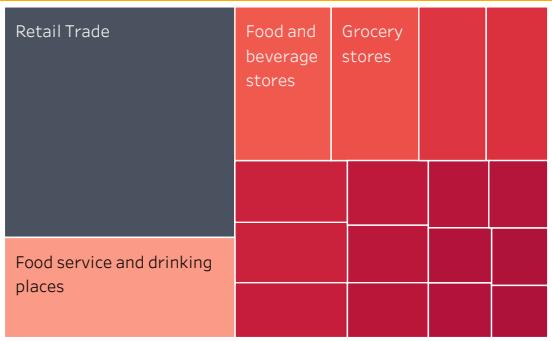 Retail Trade
Food and
beverage
stores
Grocery
stores
Food service and drinking
places